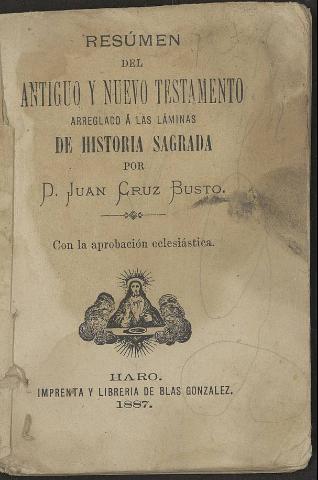 RESÚMEN
DEL
ANTIGUO Y NUEVO TESTAMENTO
ARREGLADO Á LAS LÁMINAS
DE HISTORIA SAGRADA
POR
D. JUAN CRUZ BUSTO.
Con la aprobación eclesiástica.
HARO.
IMPRENTA Y LIBRERIA DE BLAS GONZALEZ.
1887.